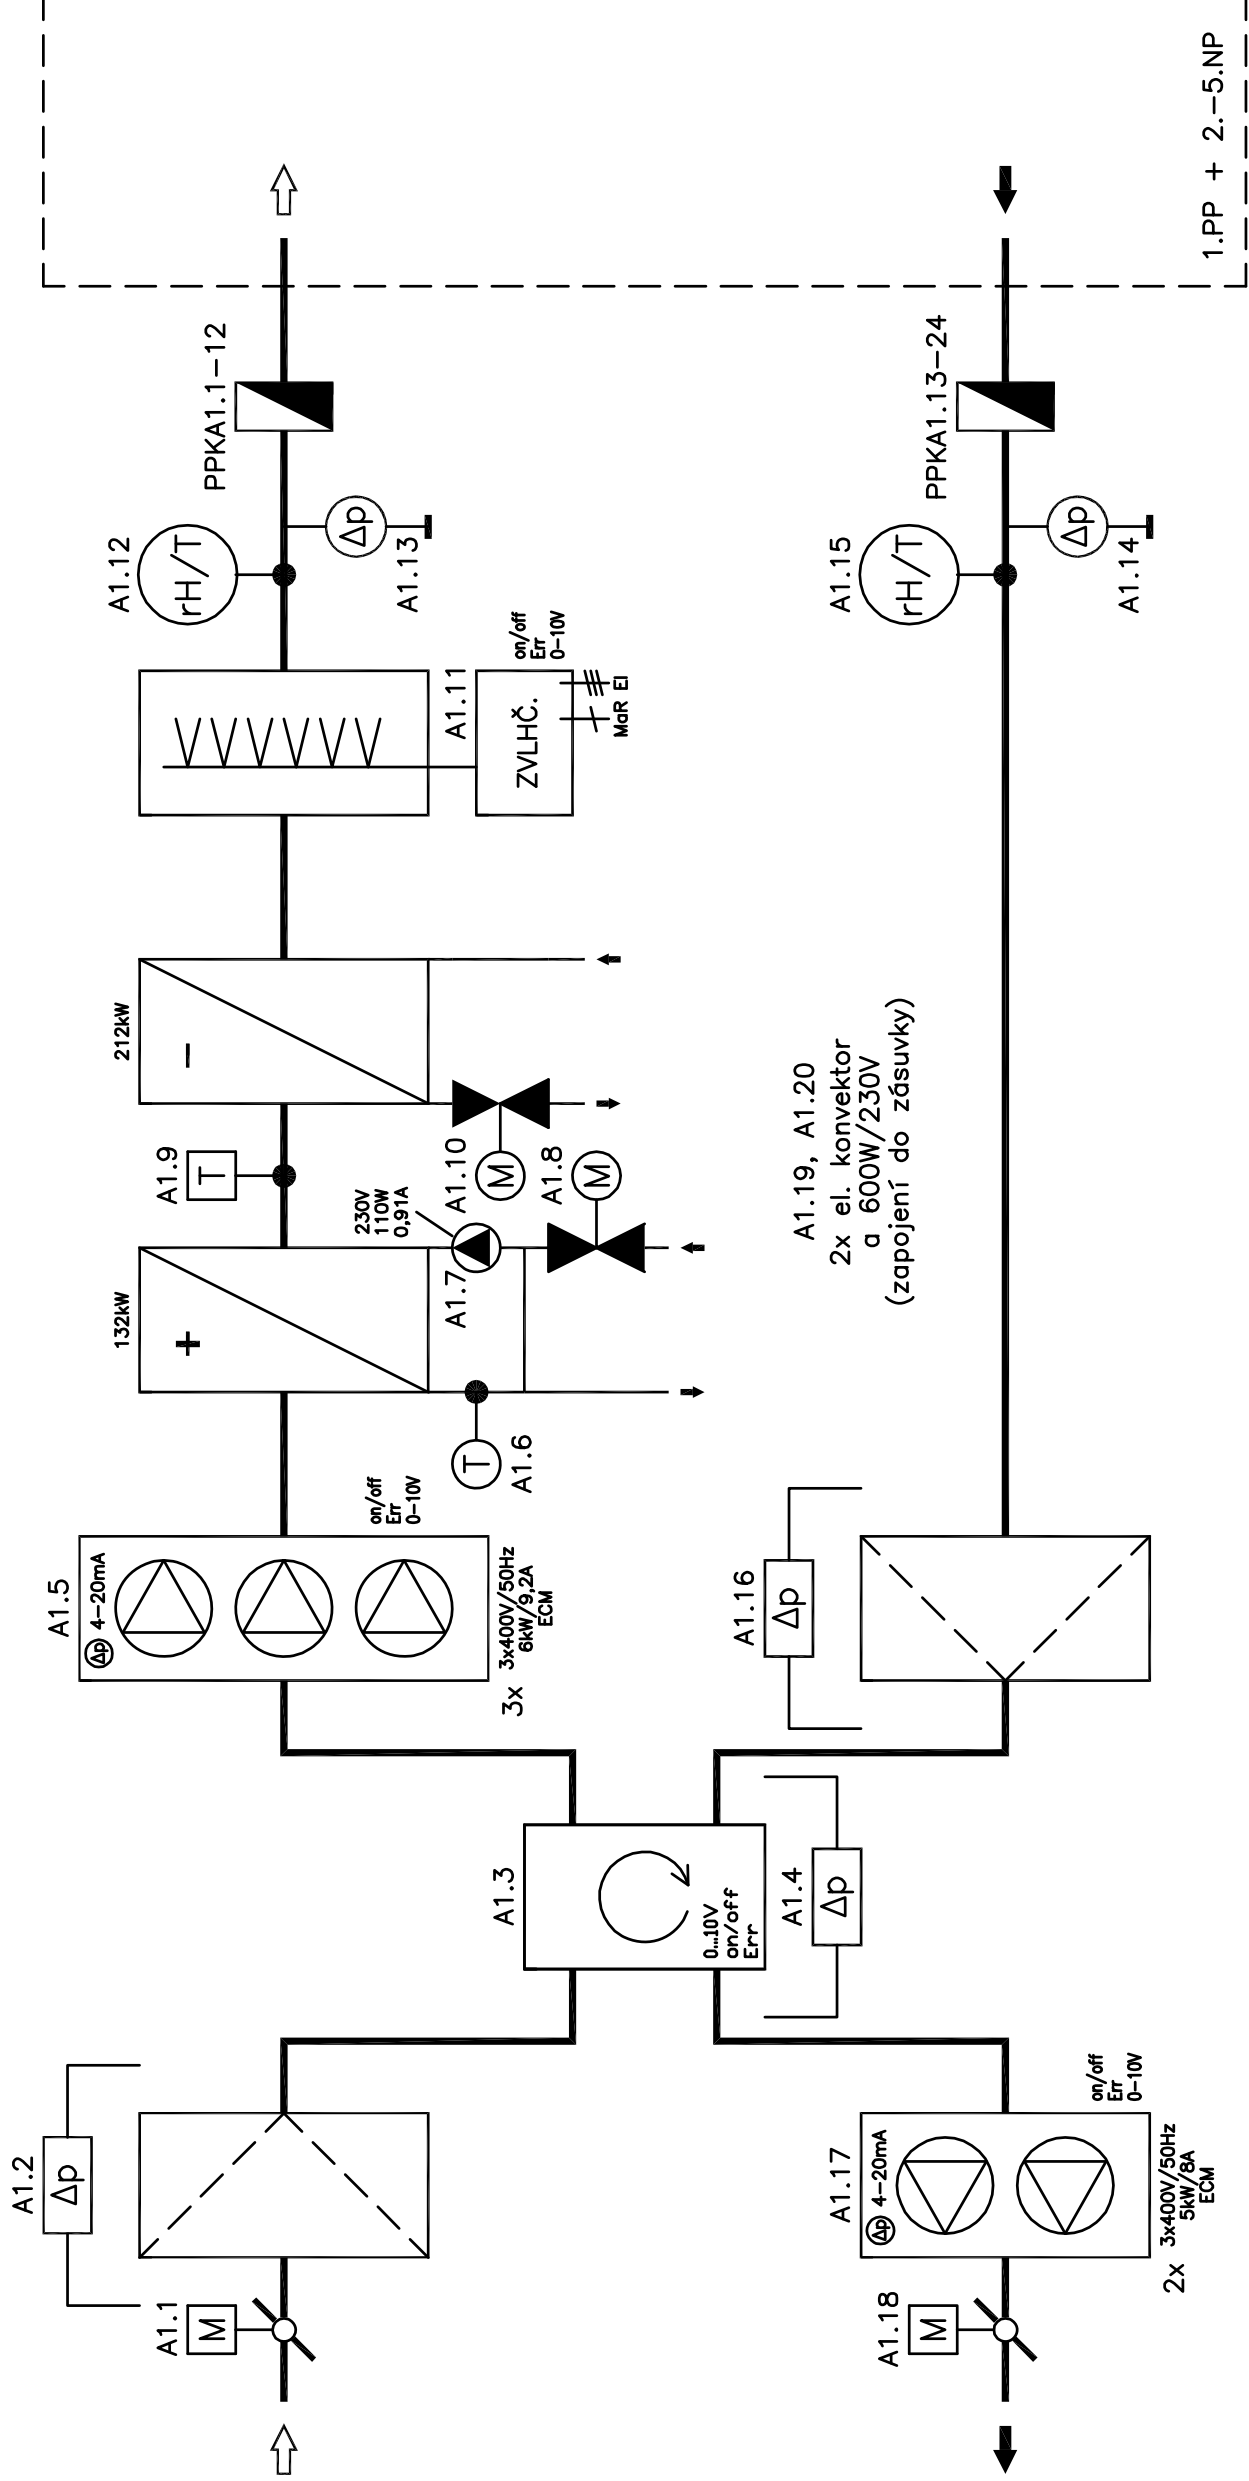 A1.1
M
A1.2
Δp
A1.3
0...10V
on/off
Err
A1.4
Δp
A1.5
Δp 4-20mA
3x
3x400V/50Hz
6kW/9,2A
ECM
on/off
Err
0-10V
T
A1.6
132kW
+
A1.7
230V
110W
0,91A
A1.8
M
A1.9
T
A1.10
M
212kW
-
A1.11
ZVLHČ.
on/off
Err
0-10V
MaR
El
A1.12
rH/T
Δp
A1.13
PPKA1.1-12
1.PP + 2.-5.NP
PPKA1.13-24
A1.15
rH/T
Δp
A1.14
A1.19, A1.20
2x el. konvektor
a 600W/230V
(zapojení do zásuvky)
A1.16
Δp
A1.17
Δp 4-20mA
2x
3x400V/50Hz
5kW/8A
ECM
on/off
Err
0-10V
A1.18
M